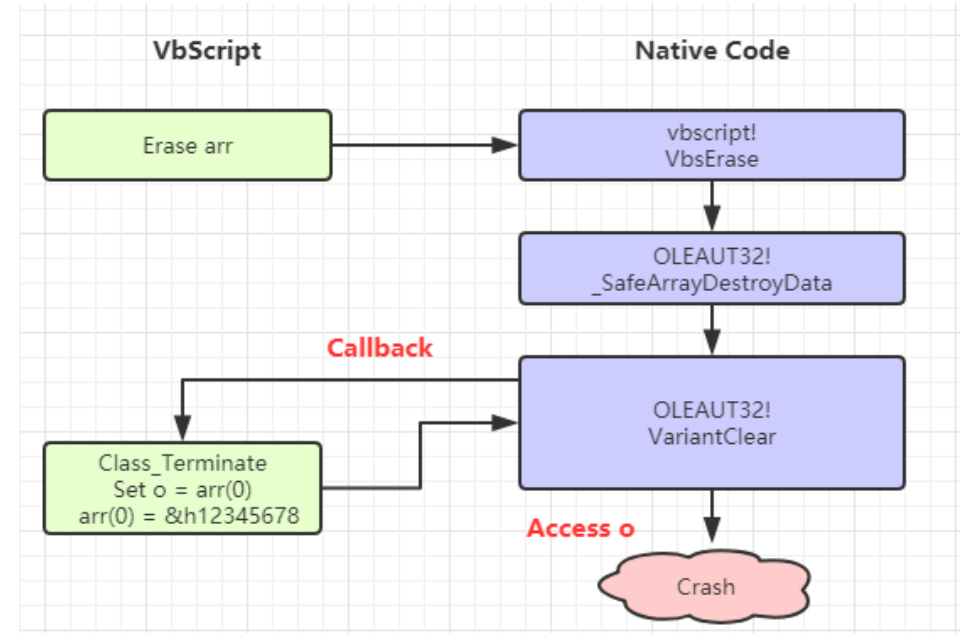 VbScript
Native Code
Erase arr
vbscript!
VbsErase
OLEAUT32!
_SafeArrayDestroyData
Callback
OLEAUT32!
VariantClear
Class_Terminate
Set o = arr(0)
arr(0) = &h12345678
Access o
Crash